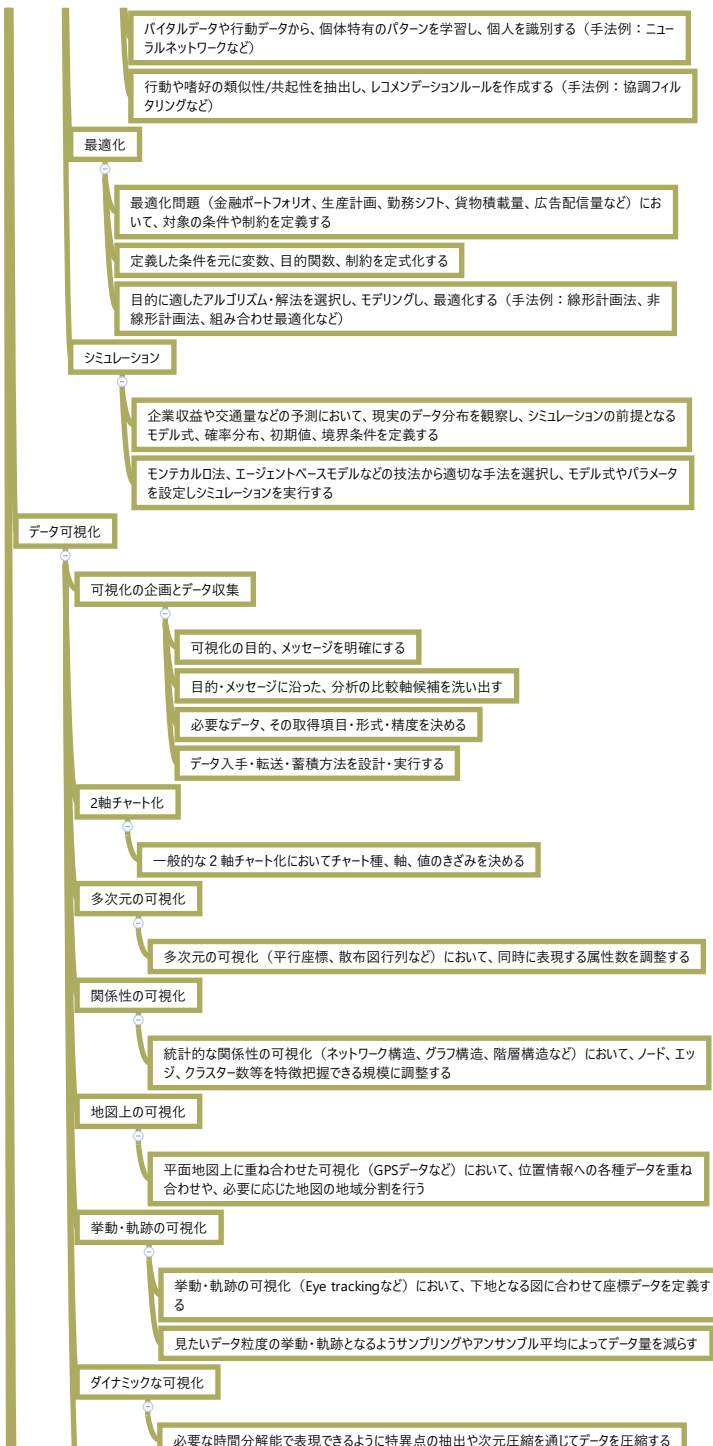 バイタルデータや行動データから、個体特有のパターンを学習し、個人を識別する（手法例：ニュー
ラルネットワークなど）
行動や嗜好の類似性/共起性を抽出し、レコメンデーションルールを作成する（手法例：協調フィル
タリングなど）
最適化
最適化問題（金融ポートフォリオ、生産計画、勤務シフト、貨物積載量、広告配信量など）にお
いて、対象の条件や制約を定義する
定義した条件を元に変数、目的関数、制約を定式化する
目的に適したアルゴリズム・解法を選択し、モデリングし、最適化する（手法例：線形計画法、非
線形計画法、組み合わせ最適化など）
シミュレーション
企業収益や交通量などの予測において、現実のデータ分布を観察し、シミュレーションの前提となる
モデル式、確率分布、初期値、境界条件を定義する
モンテカルロ法、エージェントベースモデルなどの技法から適切な手法を選択し、モデル式やパラメータ
を設定しシミュレーションを実行する
データ可視化
可視化の企画とデータ収集
可視化の目的、メッセージを明確にする
目的・メッセージに沿った、分析の比較軸候補を洗い出す
必要なデータ、その取得項目・形式・精度を決める
データ入手・転送・蓄積方法を設計・実行する
2軸チャート化
一般的な２軸チャート化においてチャート種、軸、値のきざみを決める
多次元の可視化
多次元の可視化（平行座標、散布図行列など）において、同時に表現する属性数を調整する
関係性の可視化
統計的な関係性の可視化（ネットワーク構造、グラフ構造、階層構造など）において、ノード、エッ
ジ、クラスター数等を特徴把握できる規模に調整する
地図上の可視化
平面地図上に重ね合わせた可視化（GPSデータなど）において、位置情報への各種データを重ね
合わせや、必要に応じた地図の地域分割を行う
挙動・軌跡の可視化
挙動・軌跡の可視化（Eye trackingなど）において、下地となる図に合わせて座標データを定義す
る
見たいデータ粒度の挙動・軌跡となるようサンプリングやアンサンブル平均によってデータ量を減らす
ダイナミックな可視化
必要な時間分解能で表現できるように特異点の抽出や次元圧縮を通じてデータを圧縮する